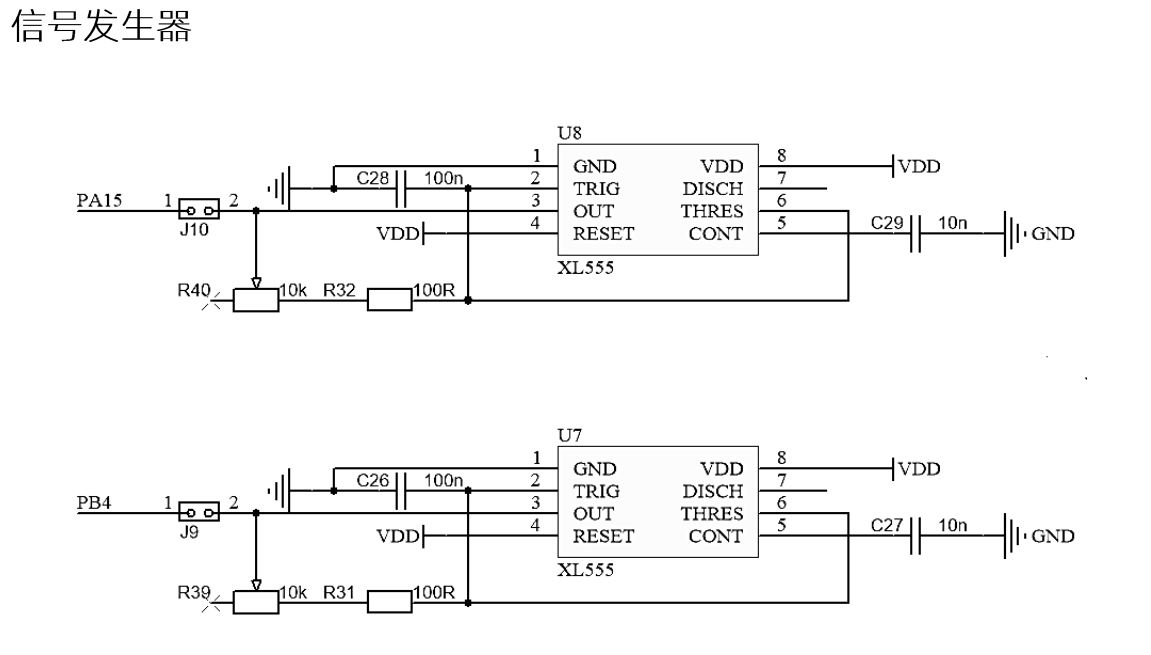 信号发生器
U8
1 GND VDD 8 VDD
C28 100n 2 TRIG DISCH 7
PA15 1 2 3 OUT THRES 6
J10 VDD 4 RESET CONT 5 C29 10n GND
XL555
R40 10k R32 100R
U7
1 GND VDD 8 VDD
C26 100n 2 TRIG DISCH 7
PB4 1 2 3 OUT THRES 6
J9 VDD 4 RESET CONT 5 C27 10n GND
XL555
R39 10k R31 100R